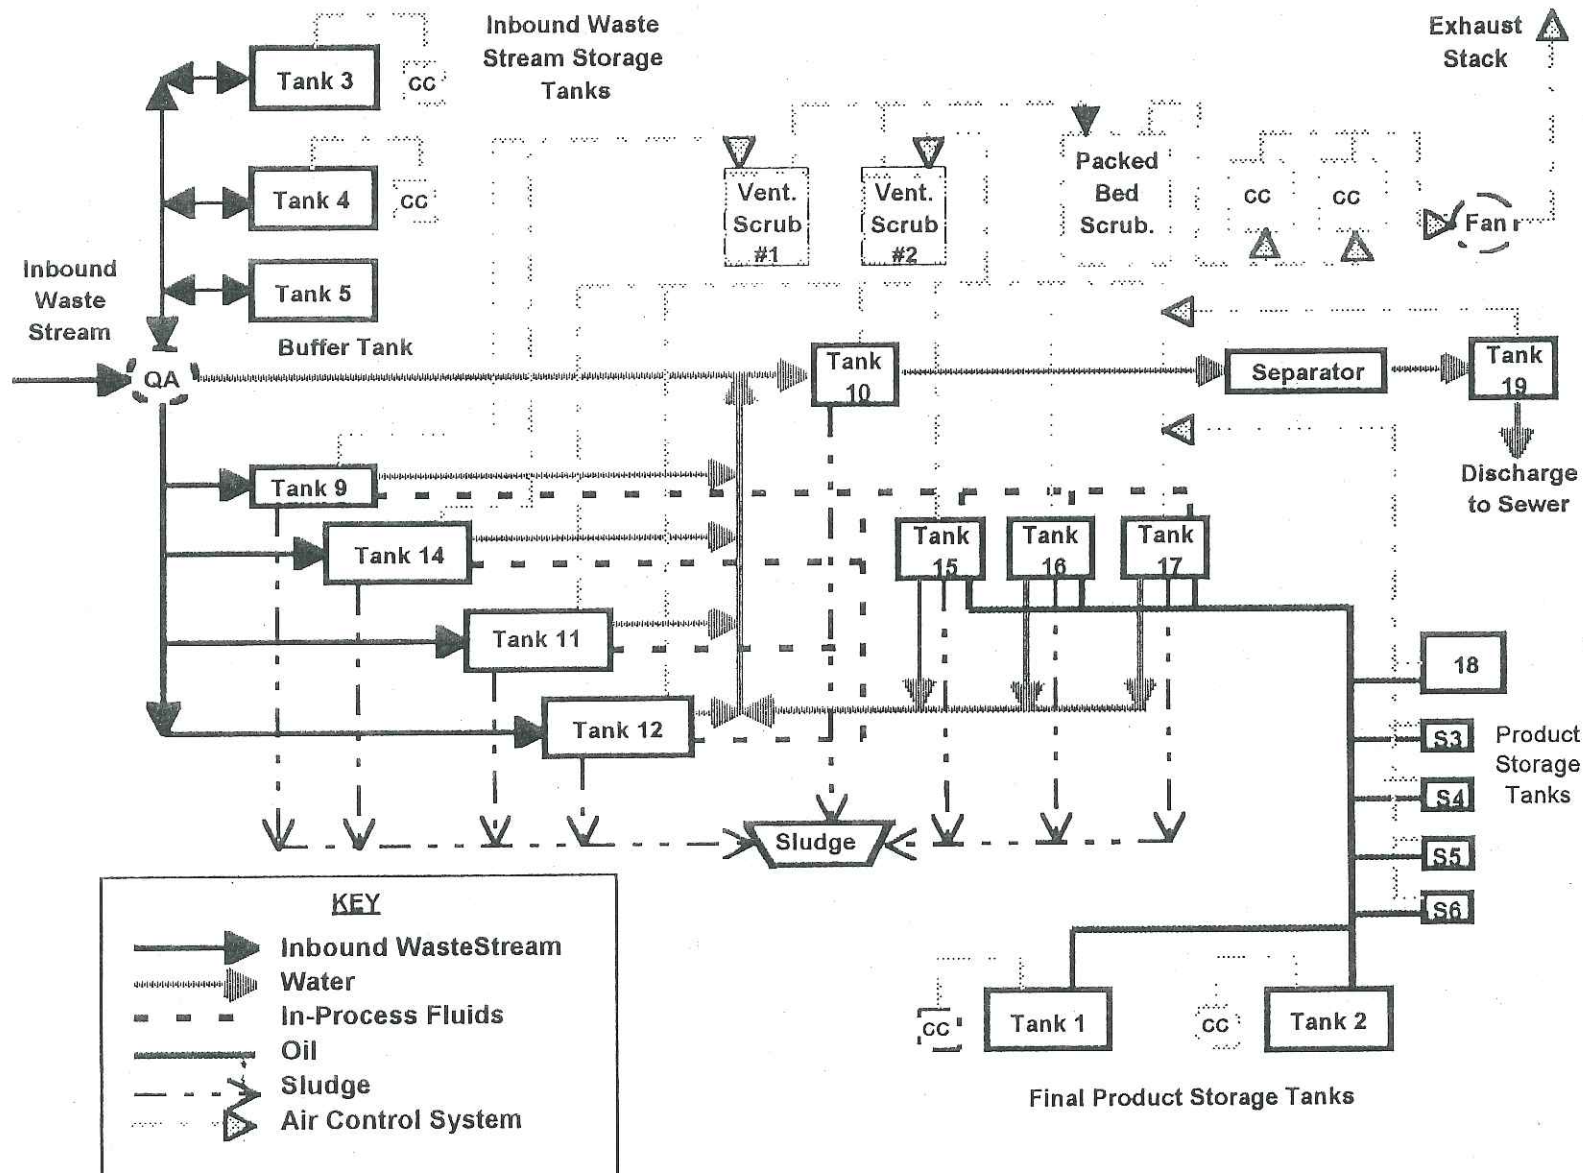 Inbound Waste
Stream Storage
Tanks
Exhaust
Stack
Tank 3
CC
Tank 4
CC
Tank 5
Buffer Tank
Inbound
Waste
Stream
QA
Vent.
Scrub
#1
Vent.
Scrub
#2
Packed
Bed
Scrub.
CC
CC
Fan
Tank
10
Separator
Tank
19
Discharge
to Sewer
Tank 9
Tank 14
Tank 11
Tank 12
Tank
15
Tank
16
Tank
17
18
S3
S4
S5
S6
Product
Storage
Tanks
Sludge
KEY
Inbound WasteStream
Water
In-Process Fluids
Oil
Sludge
Air Control System
CC
Tank 1
CC
Tank 2
Final Product Storage Tanks